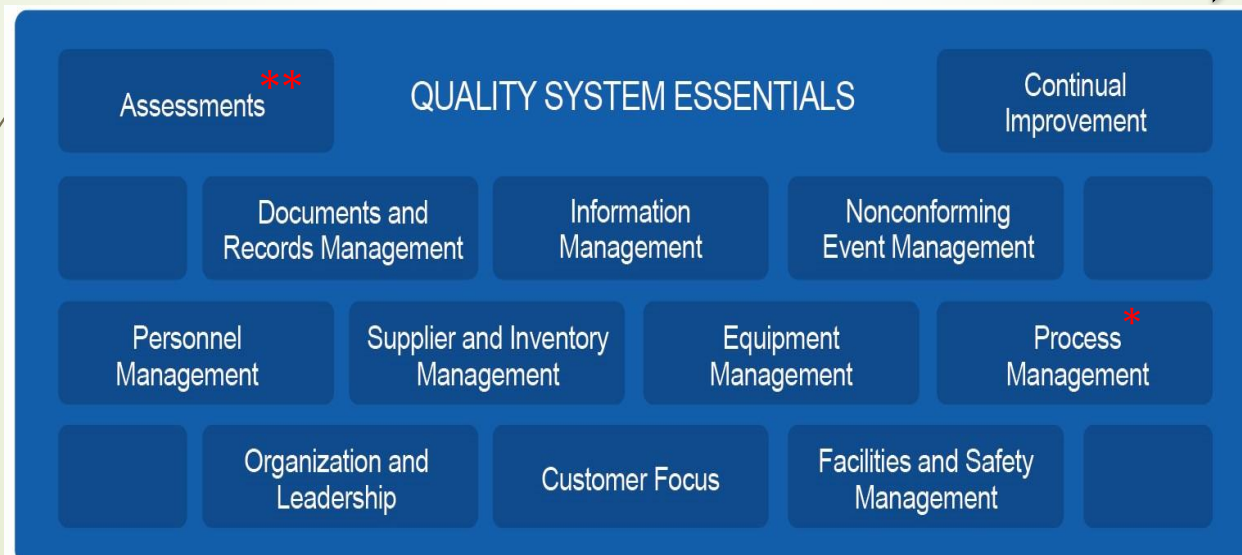 QUALITY SYSTEM ESSENTIALS
Assessments**
Continual
Improvement
Documents and
Records Management
Information
Management
Nonconforming
Event Management
Personnel
Management
Supplier and Inventory
Management
Equipment
Management
Process*
Management
Organization and
Leadership
Customer Focus
Facilities and Safety
Management